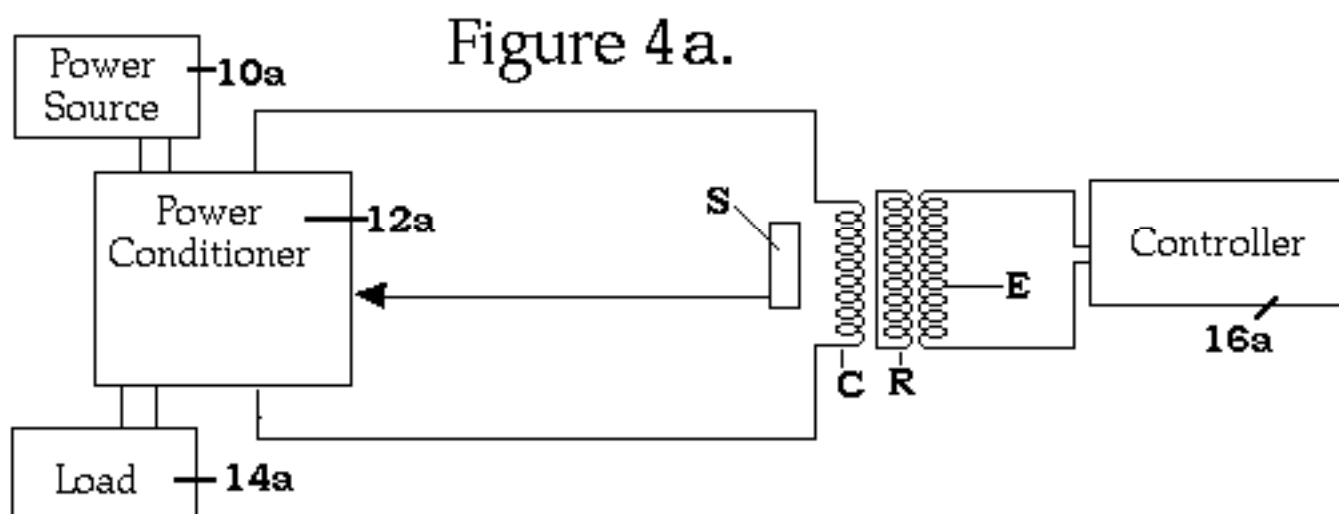 Figure 4a.
Power
Source
10a
Power
Conditioner
12a
S
Controller
E
16a
C
R
Load
14a